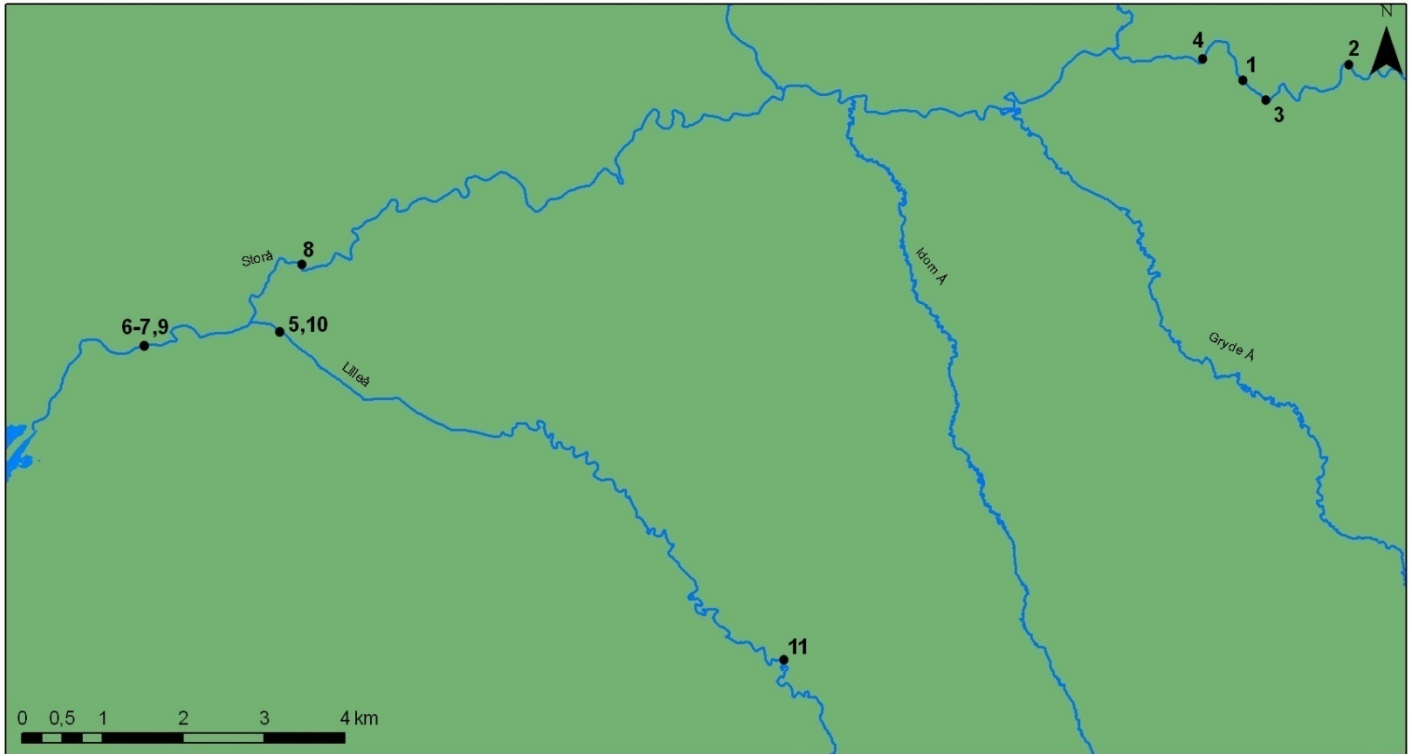 N
4
1
2
3
8
Storå
6-7,9
5,10
Lilleå
Idom Å
Gryde Å
11
0 0,5 1 2 3 4 km